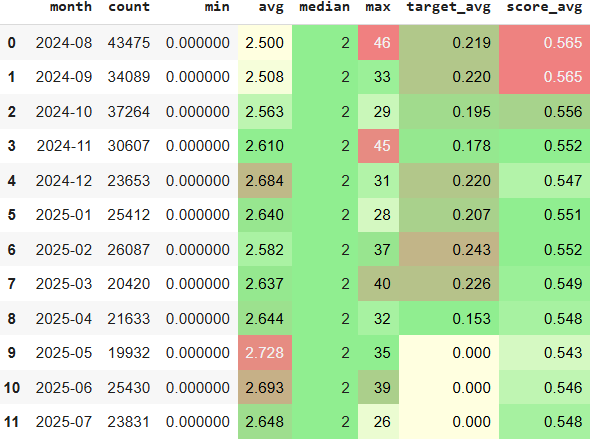 month count min avg median max target_avg score_avg
0 2024-08 43475 0.000000 2.500 2 46 0.219 0.565
1 2024-09 34089 0.000000 2.508 2 33 0.220 0.565
2 2024-10 37264 0.000000 2.563 2 29 0.195 0.556
3 2024-11 30607 0.000000 2.610 2 45 0.178 0.552
4 2024-12 23653 0.000000 2.684 2 31 0.220 0.547
5 2025-01 25412 0.000000 2.640 2 28 0.207 0.551
6 2025-02 26087 0.000000 2.582 2 37 0.243 0.552
7 2025-03 20420 0.000000 2.637 2 40 0.226 0.549
8 2025-04 21633 0.000000 2.644 2 32 0.153 0.548
9 2025-05 19932 0.000000 2.728 2 35 0.000 0.543
10 2025-06 25430 0.000000 2.693 2 39 0.000 0.546
11 2025-07 23831 0.000000 2.648 2 26 0.000 0.548